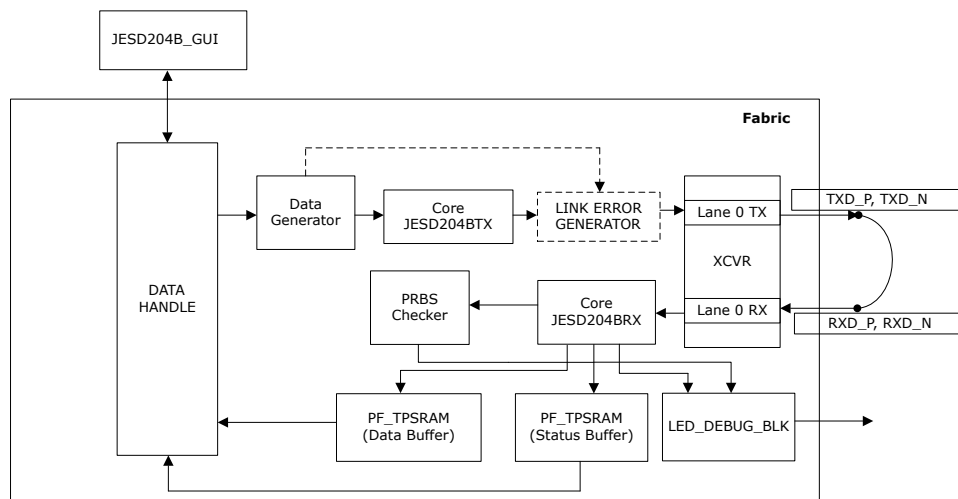 JESD204B_GUI
Fabric
TXD_P, TXD_N
Data
Generator
Core
JESD204BTX
LINK ERROR
GENERATOR
Lane 0 TX
XCVR
DATA
HANDLE
PRBS
Checker
Core
JESD204BRX
Lane 0 RX
RXD_P, RXD_N
PF_TPSRAM
(Data Buffer)
PF_TPSRAM
(Status Buffer)
LED_DEBUG_BLK